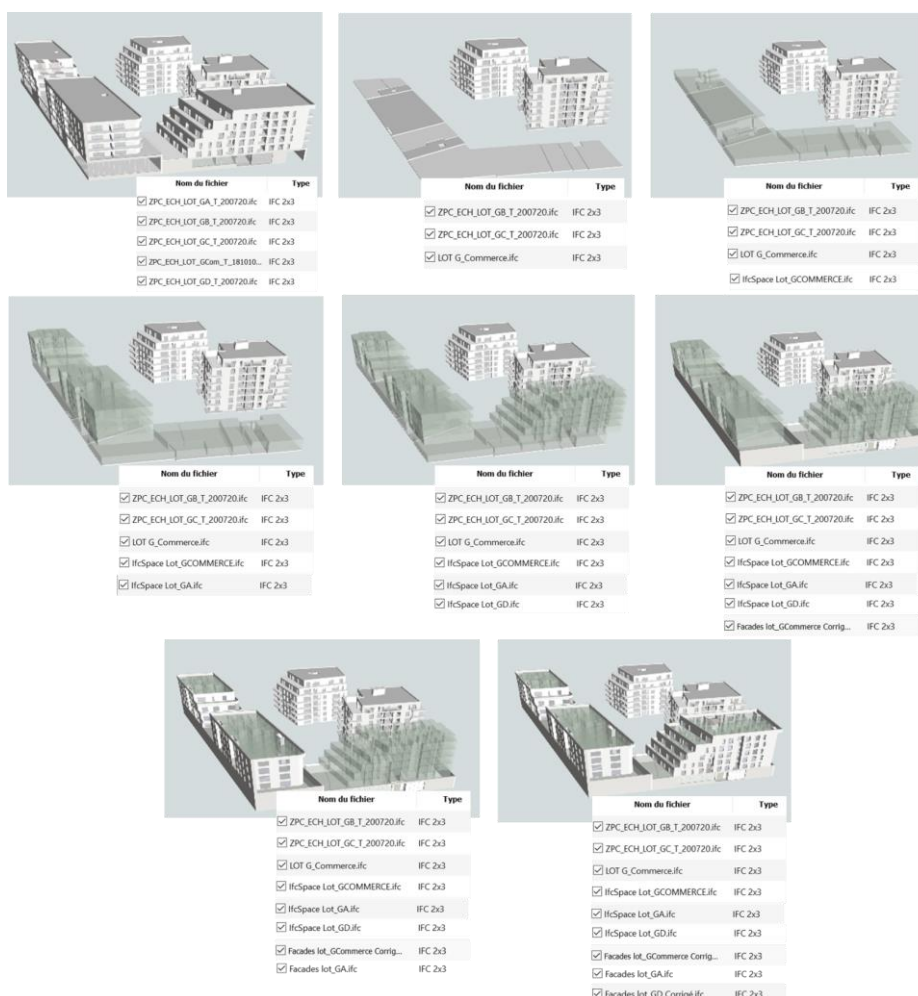 Nom du fichier Type
ZPC_ECH_LOT_GA_T_200720.ifc IFC 2x3
ZPC_ECH_LOT_GB_T_200720.ifc IFC 2x3
ZPC_ECH_LOT_GC_T_200720.ifc IFC 2x3
ZPC_ECH_LOT_GCom_T_181010... IFC 2x3
ZPC_ECH_LOT_GD_T_200720.ifc IFC 2x3
Nom du fichier Type
ZPC_ECH_LOT_GB_T_200720.ifc IFC 2x3
ZPC_ECH_LOT_GC_T_200720.ifc IFC 2x3
LOT G_Commerce.ifc IFC 2x3
Nom du fichier Type
ZPC_ECH_LOT_GB_T_200720.ifc IFC 2x3
ZPC_ECH_LOT_GC_T_200720.ifc IFC 2x3
LOT G_Commerce.ifc IFC 2x3
IfcSpace Lot_GCOMMERCE.ifc IFC 2x3
Nom du fichier Type
ZPC_ECH_LOT_GB_T_200720.ifc IFC 2x3
ZPC_ECH_LOT_GC_T_200720.ifc IFC 2x3
LOT G_Commerce.ifc IFC 2x3
IfcSpace Lot_GCOMMERCE.ifc IFC 2x3
IfcSpace Lot_GA.ifc IFC 2x3
Nom du fichier Type
ZPC_ECH_LOT_GB_T_200720.ifc IFC 2x3
ZPC_ECH_LOT_GC_T_200720.ifc IFC 2x3
LOT G_Commerce.ifc IFC 2x3
IfcSpace Lot_GCOMMERCE.ifc IFC 2x3
IfcSpace Lot_GA.ifc IFC 2x3
IfcSpace Lot_GD.ifc IFC 2x3
Nom du fichier Type
ZPC_ECH_LOT_GB_T_200720.ifc IFC 2x3
ZPC_ECH_LOT_GC_T_200720.ifc IFC 2x3
LOT G_Commerce.ifc IFC 2x3
IfcSpace Lot_GCOMMERCE.ifc IFC 2x3
IfcSpace Lot_GA.ifc IFC 2x3
IfcSpace Lot_GD.ifc IFC 2x3
Facades lot_GCommerce Corrig... IFC 2x3
Nom du fichier Type
ZPC_ECH_LOT_GB_T_200720.ifc IFC 2x3
ZPC_ECH_LOT_GC_T_200720.ifc IFC 2x3
LOT G_Commerce.ifc IFC 2x3
IfcSpace Lot_GCOMMERCE.ifc IFC 2x3
IfcSpace Lot_GA.ifc IFC 2x3
IfcSpace Lot_GD.ifc IFC 2x3
Facades lot_GCommerce Corrig... IFC 2x3
Facades lot_GA.ifc IFC 2x3
Nom du fichier Type
ZPC_ECH_LOT_GB_T_200720.ifc IFC 2x3
ZPC_ECH_LOT_GC_T_200720.ifc IFC 2x3
LOT G_Commerce.ifc IFC 2x3
IfcSpace Lot_GCOMMERCE.ifc IFC 2x3
IfcSpace Lot_GA.ifc IFC 2x3
IfcSpace Lot_GD.ifc IFC 2x3
Facades lot_GCommerce Corrig... IFC 2x3
Facades lot_GA.ifc IFC 2x3
Facades lot_GD Corrigé.ifc IFC 2x3